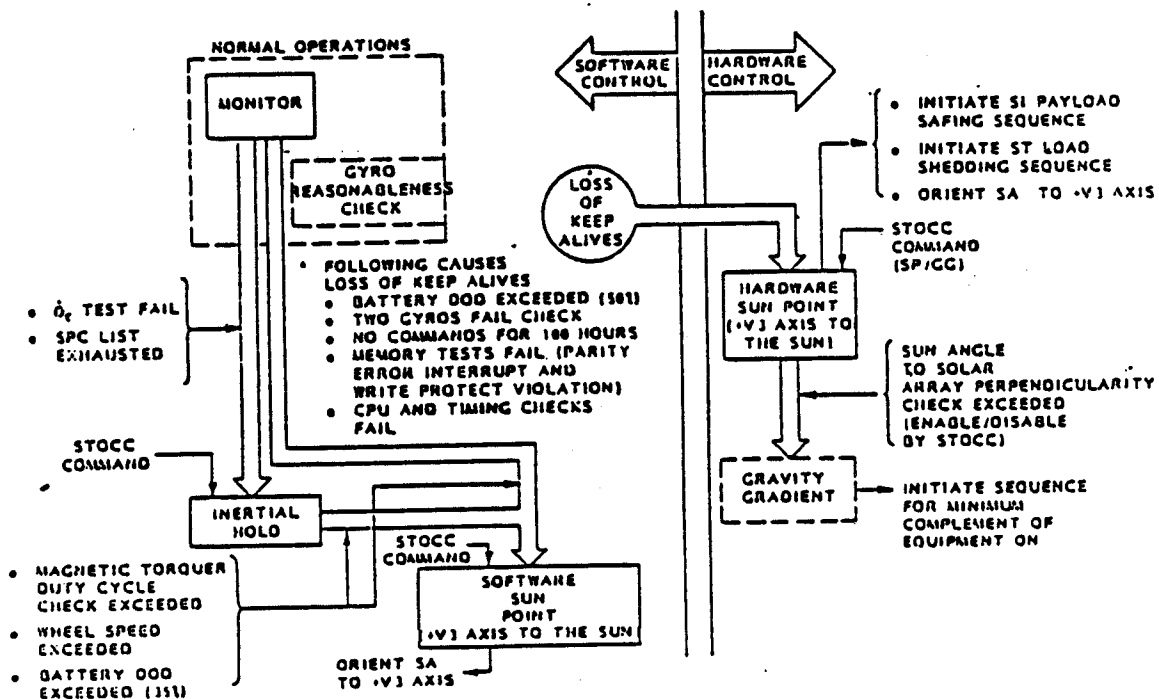 NORMAL OPERATIONS
MONITOR
GYRO
REASONABLENESS
CHECK
SOFTWARE
CONTROL
HARDWARE
CONTROL
• INITIATE SI PAYLOAD
SAFING SEQUENCE
• INITIATE ST LOAD
SHEDDING SEQUENCE
• ORIENT SA TO +V3 AXIS
LOSS
OF
KEEP
ALIVES
STOCC
COMMAND
(SP/GG)
HARDWARE
SUN POINT
(+V3 AXIS TO
THE SUN)
• FOLLOWING CAUSES
LOSS OF KEEP ALIVES
• BATTERY DOD EXCEEDED (50%)
• TWO GYROS FAIL CHECK
• NO COMMANDS FOR 100 HOURS
• MEMORY TESTS FAIL (PARITY
ERROR INTERRUPT AND
WRITE PROTECT VIOLATION)
• CPU AND TIMING CHECKS
FAIL
• TEST FAIL
• SPC LIST
EXHAUSTED
SUN ANGLE
TO SOLAR
ARRAY PERPENDICULARITY
CHECK EXCEEDED
(ENABLE/DISABLE
BY STOCC)
STOCC
COMMAND
INERTIAL
HOLD
GRAVITY
GRADIENT
INITIATE SEQUENCE
FOR MINIMUM
COMPLEMENT OF
EQUIPMENT ON
• MAGNETIC TORQUER
DUTY CYCLE
CHECK EXCEEDED
• WHEEL SPEED
EXCEEDED
• BATTERY DOD
EXCEEDED (35%)
STOCC
COMMAND
SOFTWARE
SUN
POINT
+V3 AXIS TO THE SUN
ORIENT SA
TO +V3 AXIS